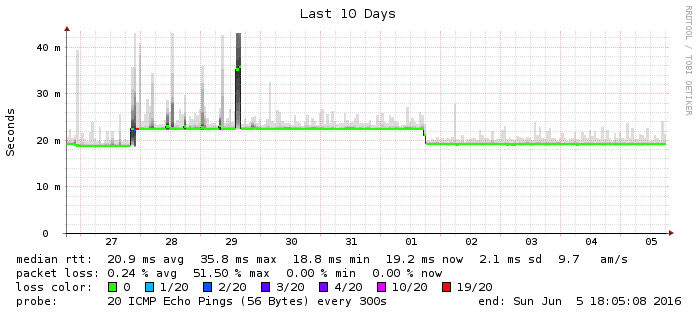 Last 10 Days
RRDTOOL / TOBI OETIKER
Seconds
40 m
30 m
20 m
10 m
0
27 28 29 30 31 01 02 03 04 05
median rtt: 20.9 ms avg 35.8 ms max 18.8 ms min 19.2 ms now 2.1 ms sd 9.7 am/s
packet loss: 0.24 % avg 51.50 % max 0.00 % min 0.00 % now
loss color: 0 1/20 2/20 3/20 4/20 10/20 19/20
probe: 20 ICMP Echo Pings (56 Bytes) every 300s end: Sun Jun 5 18:05:08 2016